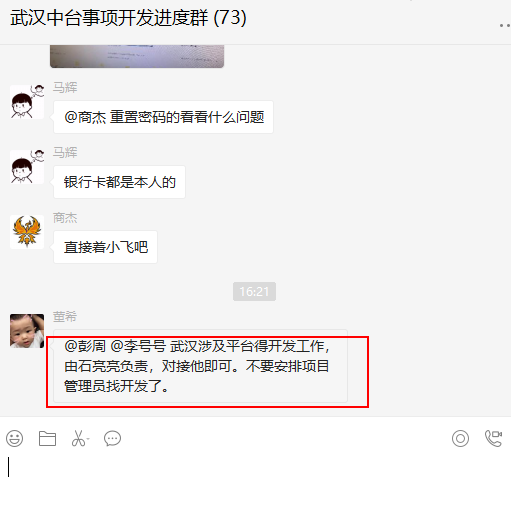 武汉中台事项开发进度群 (73)
马辉
@商杰 重置密码的看看什么问题
马辉
银行卡都是本人的
商杰
直接着小飞吧
16:21
董希
@彭周 @李号号 武汉涉及平台得开发工作，
由石亮亮负责，对接他即可。不要安排项目
管理员找开发了。